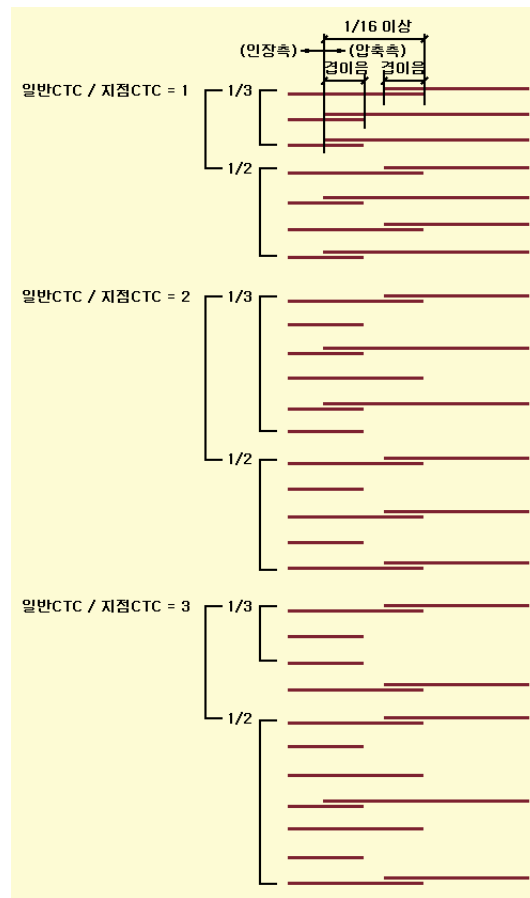 1/16 이상
(인장측) (압축측)
겹이음 겹이음
일반CTC / 지점CTC = 1
1/3
1/2
일반CTC / 지점CTC = 2
1/3
1/2
일반CTC / 지점CTC = 3
1/3
1/2